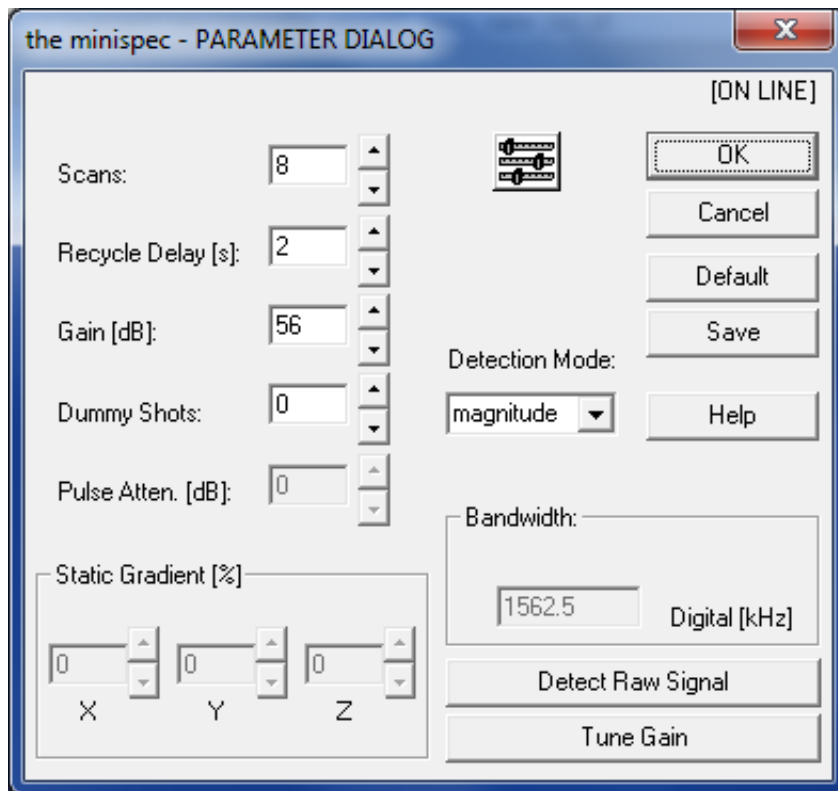 the minispec - PARAMETER DIALOG
[ON LINE]
Scans: 8
OK
Cancel
Recycle Delay [s]: 2
Default
Gain [dB]: 56
Save
Detection Mode:
Dummy Shots: 0
magnitude
Help
Pulse Atten. [dB]: 0
Bandwidth:
1562.5 Digital [kHz]
Static Gradient [%]
0 0 0
X Y Z
Detect Raw Signal
Tune Gain